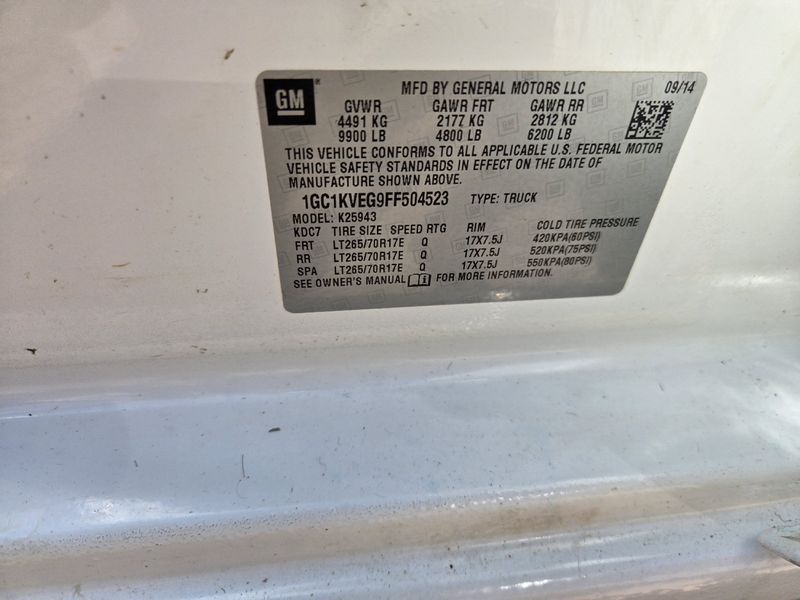 GM
MFD BY GENERAL MOTORS LLC 09/14
GVWR GAWR FRT GAWR RR
4491 KG 2177 KG 2812 KG
9900 LB 4800 LB 6200 LB
THIS VEHICLE CONFORMS TO ALL APPLICABLE U.S. FEDERAL MOTOR
VEHICLE SAFETY STANDARDS IN EFFECT ON THE DATE OF
MANUFACTURE SHOWN ABOVE.
1GC1KVEG9FF504523 TYPE: TRUCK
MODEL: K25943
KDC7 TIRE SIZE SPEED RTG RIM COLD TIRE PRESSURE
FRT LT265/70R17E Q 17X7.5J 420KPA(60PSI)
RR LT265/70R17E Q 17X7.5J 520KPA(75PSI)
SPA LT265/70R17E Q 17X7.5J 550KPA(80PSI)
SEE OWNER'S MANUAL FOR MORE INFORMATION.